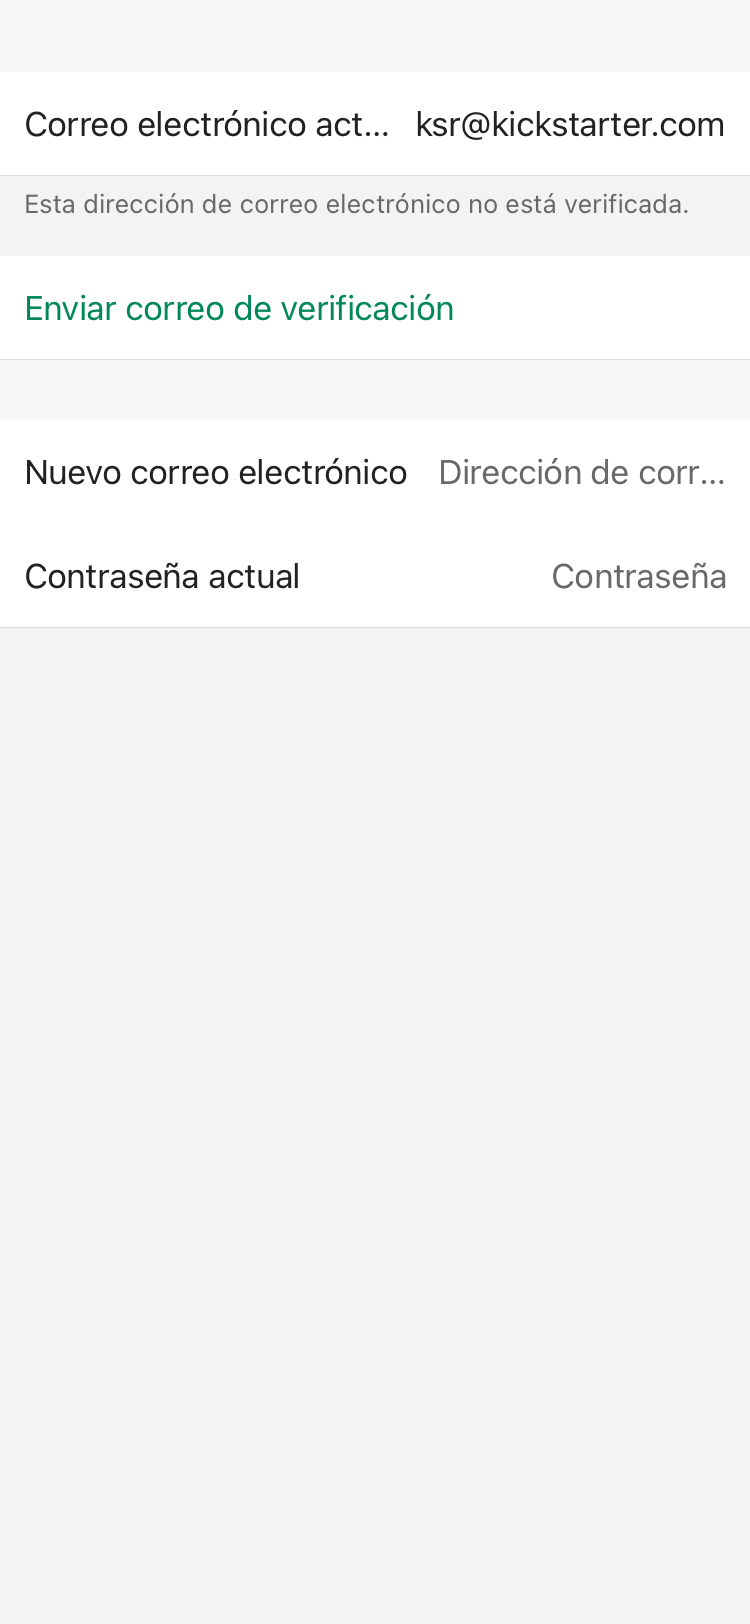 Correo electrónico act... ksr@kickstarter.com
Esta dirección de correo electrónico no está verificada.
Enviar correo de verificación
Nuevo correo electrónico Dirección de corr...
Contraseña actual Contraseña